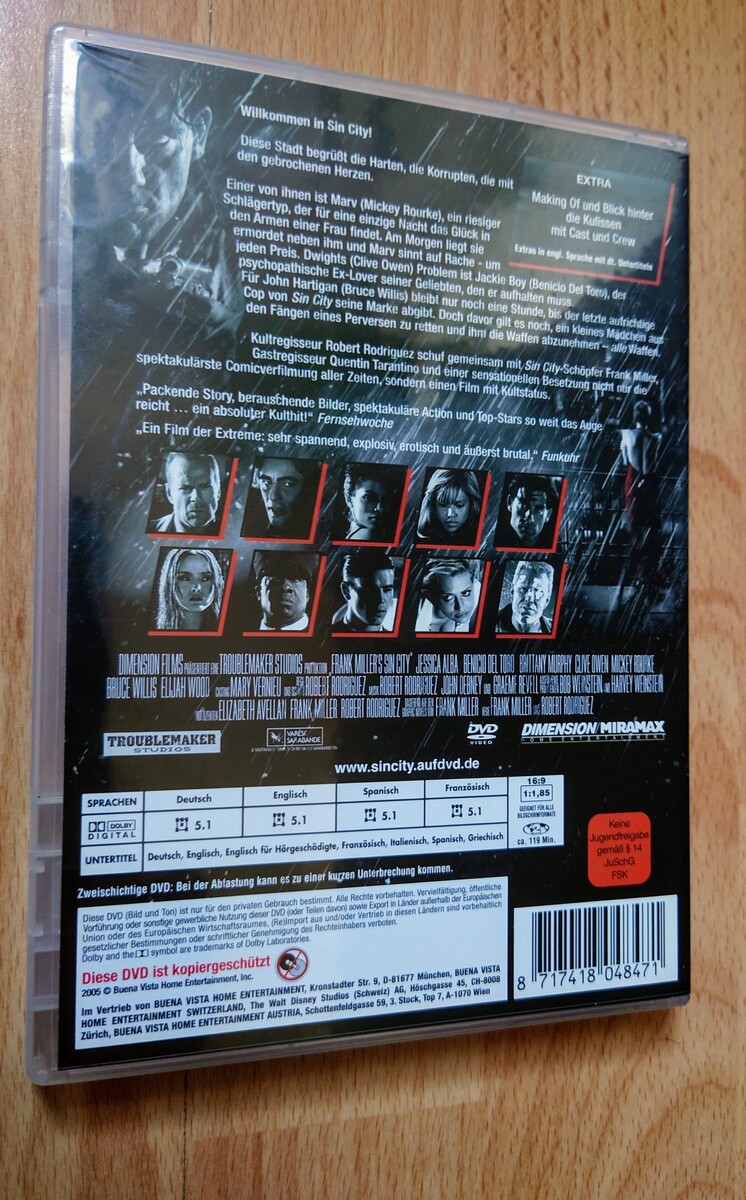 Willkommen in Sin City!
Diese Stadt begrüßt die Harten, die Korrupten, die mit
den gebrochenen Herzen.
Einer von ihnen ist Marv (Mickey Rourke), ein riesiger
Schlägertyp, der für eine einzige Nacht das Glück in
den Armen einer Frau findet. Am Morgen liegt sie
ermordet neben ihm und Marv sinnt auf Rache - um
jeden Preis. Dwights (Clive Owen) Problem ist Jackie Boy (Benicio Del Toro), der
psychopathische Ex-Lover seiner Geliebten, den er aufhalten muss.
Für John Hartigan (Bruce Willis) bleibt nur noch eine Stunde, bis der letzte aufrichtige
Cop von Sin City seine Marke abgibt. Doch davor gilt es noch, ein kleines Mädchen aus
den Fängen eines Perversen zu retten und ihm die Waffen abzunehmen – alle Waffen.
Kultregisseur Robert Rodriguez schuf gemeinsam mit Sin City-Schöpfer Frank Miller,
Gastregisseur Quentin Tarantino und einer sensationellen Besetzung nicht nur die
spektakulärste Comicverfilmung aller Zeiten, sondern einen Film mit Kultstatus.
„Packende Story, berauschende Bilder, spektakuläre Action und Top-Stars so weit das Auge
reicht ... ein absoluter Kulthit!“ Fernsehwoche
„Ein Film der Extreme: sehr spannend, explosiv, erotisch und äußerst brutal.“ Funkuhr
EXTRA
Making Of und Blick hinter
die Kulissen
mit Cast und Crew
Extras in engl. Sprache mit dt. Untertiteln
DIMENSION FILMS PRÄSENTIERT EINE TROUBLEMAKER STUDIOS PRODUKTION „FRANK MILLER'S SIN CITY“ JESSICA ALBA BENICIO DEL TORO BRITTANY MURPHY CLIVE OWEN MICKEY ROURKE
BRUCE WILLIS ELIJAH WOOD CASTING MARY VERNIEU ROBERT RODRIGUEZ MUSIK ROBERT RODRIGUEZ JOHN DEBNEY UND GRAEME REVELL BOB WEINSTEIN UND HARVEY WEINSTEIN
ELIZABETH AVELLAN FRANK MILLER ROBERT RODRIGUEZ FRANK MILLER REGIE FRANK MILLER UND ROBERT RODRIGUEZ
TROUBLEMAKER
STUDIOS
VARÈSE
SARABANDE
DVD
VIDEO
DIMENSION/MIRAMAX
HOME ENTERTAINMENT
www.sincity.aufdvd.de
SPRACHEN Deutsch Englisch Spanisch Französisch
DOLBY
DIGITAL 5.1 5.1 5.1 5.1
UNTERTITEL Deutsch, Englisch, Englisch für Hörgeschädigte, Französisch, Italienisch, Spanisch, Griechisch
16:9
1:1,85
GEEIGNET FÜR ALLE
BILDSCHIRMFORMATE
ca. 119 Min.
Keine
Jugendfreigabe
gemäß § 14
JuSchG
FSK
Zweischichtige DVD: Bei der Abtastung kann es zu einer kurzen Unterbrechung kommen.
Diese DVD (Bild und Ton) ist nur für den privaten Gebrauch bestimmt. Alle Rechte vorbehalten. Vervielfältigung, öffentliche
Vorführung oder sonstige gewerbliche Nutzung dieser DVD (oder Teilen davon) sowie Export in Länder außerhalb der Europäischen
Union oder des Europäischen Wirtschaftsraumes, (Re)Import aus und/oder Vertrieb in diesen Ländern sind vorbehaltlich
gesetzlicher Bestimmungen oder schriftlicher Genehmigung des Rechteinhabers verboten.
Dolby and the symbol are trademarks of Dolby Laboratories.
Diese DVD ist kopiergeschützt
2005 © Buena Vista Home Entertainment, Inc.
Im Vertrieb von BUENA VISTA HOME ENTERTAINMENT, Kronstadter Str. 9, D-81677 München, BUENA VISTA
HOME ENTERTAINMENT SWITZERLAND, The Walt Disney Studios (Schweiz) AG, Höschgasse 45, CH-8008
Zürich, BUENA VISTA HOME ENTERTAINMENT AUSTRIA, Schottenfeldgasse 59, 3. Stock, Top 7, A-1070 Wien
8 717418 048471